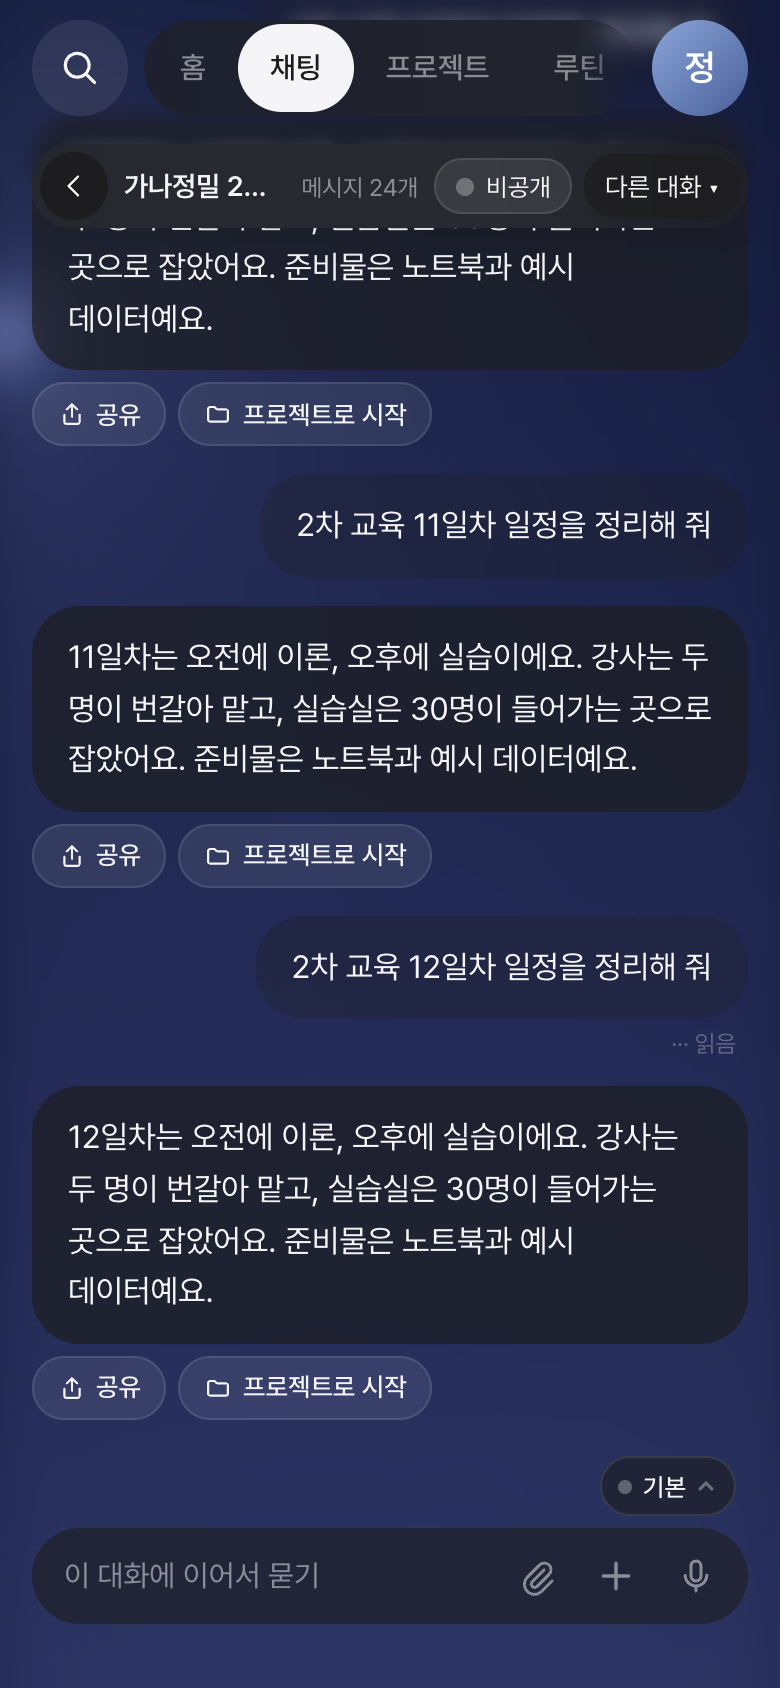 홈
채팅
프로젝트
루틴
정
가나정밀 2...
메시지 24개
비공개
다른 대화
곳으로 잡았어요. 준비물은 노트북과 예시
데이터예요.
공유
프로젝트로 시작
2차 교육 11일차 일정을 정리해 줘
11일차는 오전에 이론, 오후에 실습이에요. 강사는 두
명이 번갈아 맡고, 실습실은 30명이 들어가는 곳으로
잡았어요. 준비물은 노트북과 예시 데이터예요.
공유
프로젝트로 시작
2차 교육 12일차 일정을 정리해 줘
··· 읽음
12일차는 오전에 이론, 오후에 실습이에요. 강사는
두 명이 번갈아 맡고, 실습실은 30명이 들어가는
곳으로 잡았어요. 준비물은 노트북과 예시
데이터예요.
공유
프로젝트로 시작
기본
이 대화에 이어서 묻기